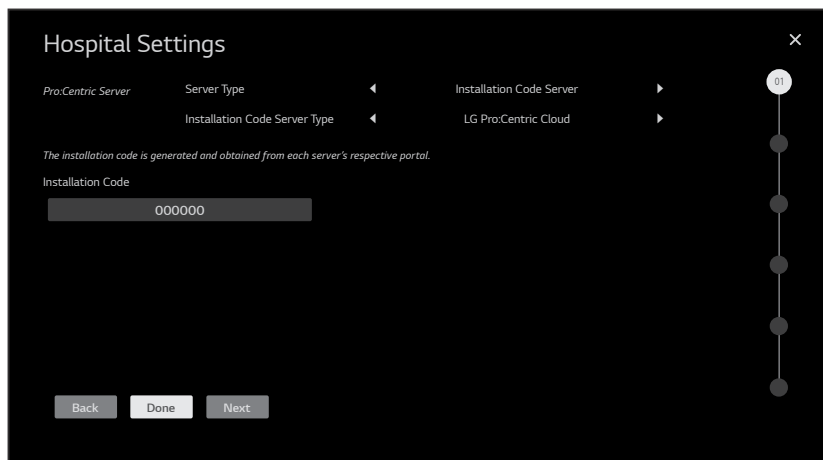 Hospital Settings
×
Pro:Centric Server Server Type Installation Code Server
01
Installation Code Server Type LG Pro:Centric Cloud
The installation code is generated and obtained from each server's respective portal.
Installation Code
000000
Back Done Next